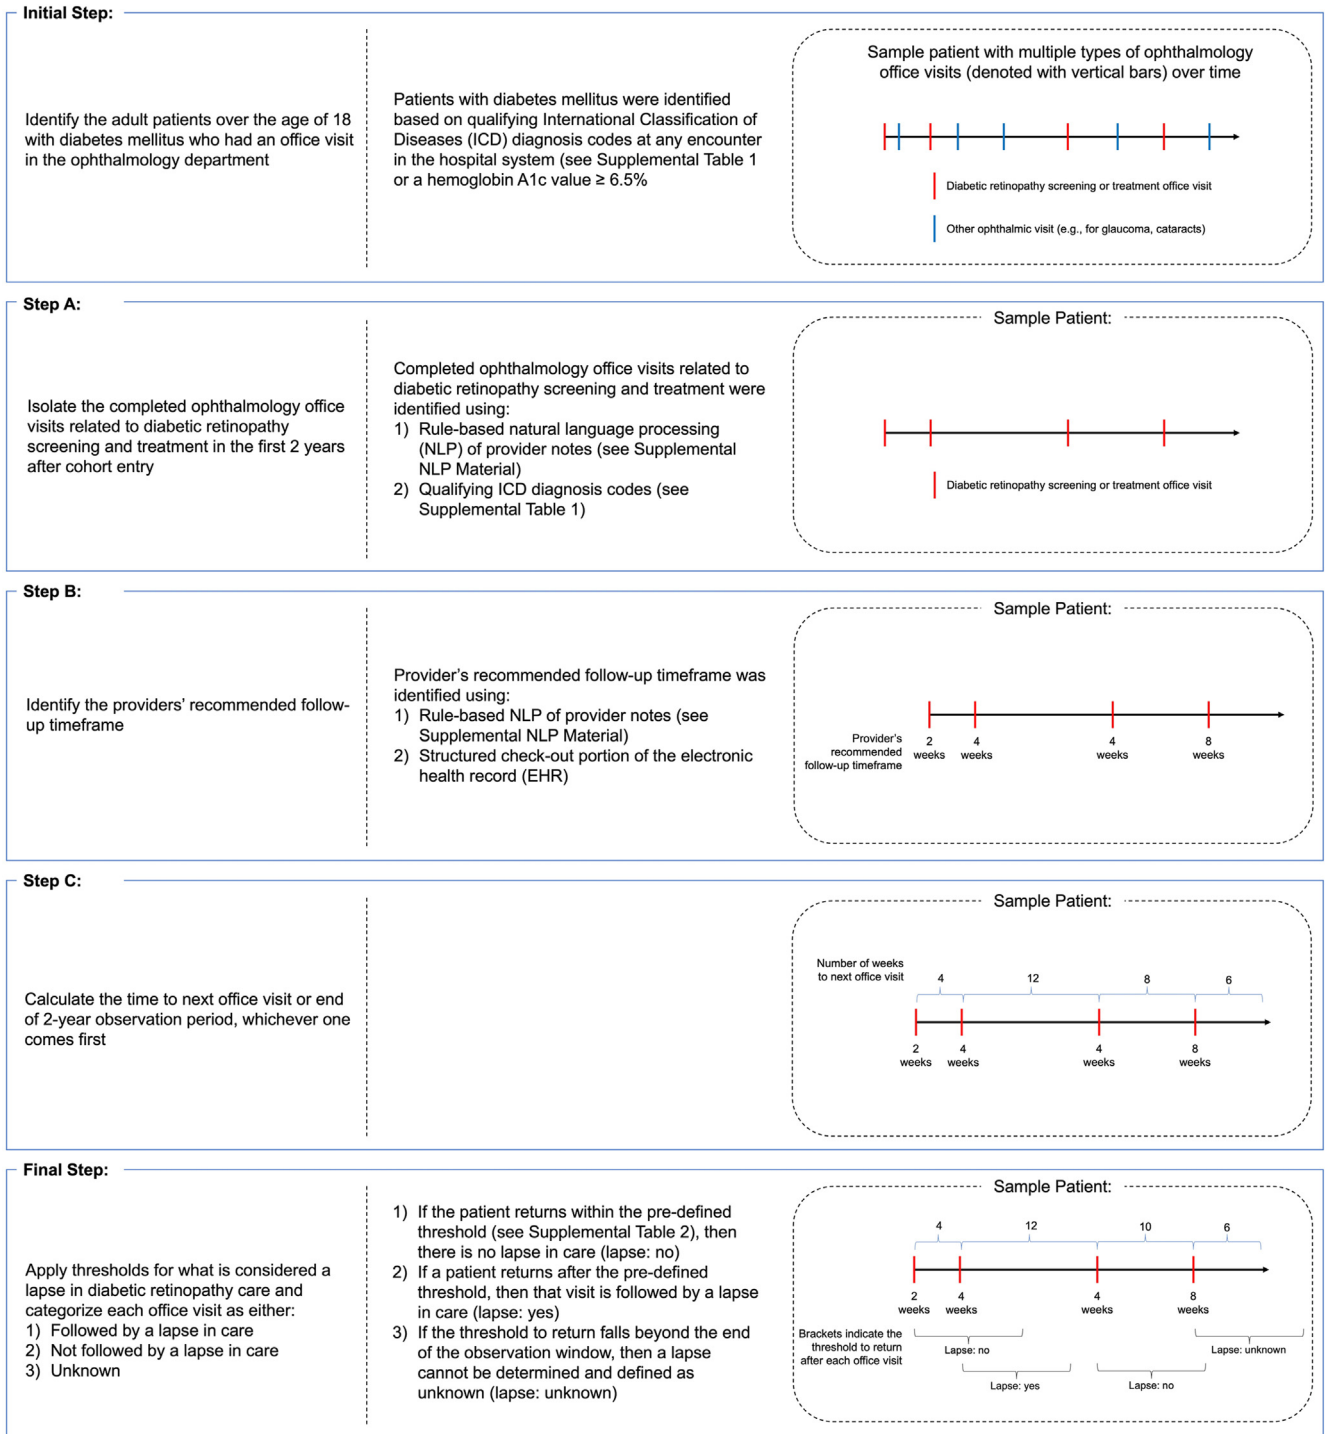 Initial Step:
Identify the adult patients over the age of 18
with diabetes mellitus who had an office visit
in the ophthalmology department
Patients with diabetes mellitus were identified
based on qualifying International Classification of
Diseases (ICD) diagnosis codes at any encounter
in the hospital system (see Supplemental Table 1
or a hemoglobin A1c value ≥ 6.5%
Sample patient with multiple types of ophthalmology
office visits (denoted with vertical bars) over time
Diabetic retinopathy screening or treatment office visit
Other ophthalmic visit (e.g., for glaucoma, cataracts)
Step A:
Isolate the completed ophthalmology office
visits related to diabetic retinopathy
screening and treatment in the first 2 years
after cohort entry
Completed ophthalmology office visits related to
diabetic retinopathy screening and treatment were
identified using:
1) Rule-based natural language processing
(NLP) of provider notes (see Supplemental
NLP Material)
2) Qualifying ICD diagnosis codes (see
Supplemental Table 1)
Sample Patient:
Diabetic retinopathy screening or treatment office visit
Step B:
Identify the providers' recommended follow-
up timeframe
Provider's recommended follow-up timeframe was
identified using:
1) Rule-based NLP of provider notes (see
Supplemental NLP Material)
2) Structured check-out portion of the electronic
health record (EHR)
Sample Patient:
Provider's
recommended
follow-up timeframe
2 4 4 8
weeks weeks weeks weeks
Step C:
Calculate the time to next office visit or end
of 2-year observation period, whichever one
comes first
Sample Patient:
Number of weeks
to next office visit
4 12 8 6
2 4 4 8
weeks weeks weeks weeks
Final Step:
Apply thresholds for what is considered a
lapse in diabetic retinopathy care and
categorize each office visit as either:
1) Followed by a lapse in care
2) Not followed by a lapse in care
3) Unknown
1) If the patient returns within the pre-defined
threshold (see Supplemental Table 2), then
there is no lapse in care (lapse: no)
2) If a patient returns after the pre-defined
threshold, then that visit is followed by a lapse
in care (lapse: yes)
3) If the threshold to return falls beyond the end
of the observation window, then a lapse
cannot be determined and defined as
unknown (lapse: unknown)
Sample Patient:
4 12 10 6
2 4 4 8
weeks weeks weeks weeks
Brackets indicate the
threshold to return
after each office visit
Lapse: no
Lapse: unknown
Lapse: yes
Lapse: no